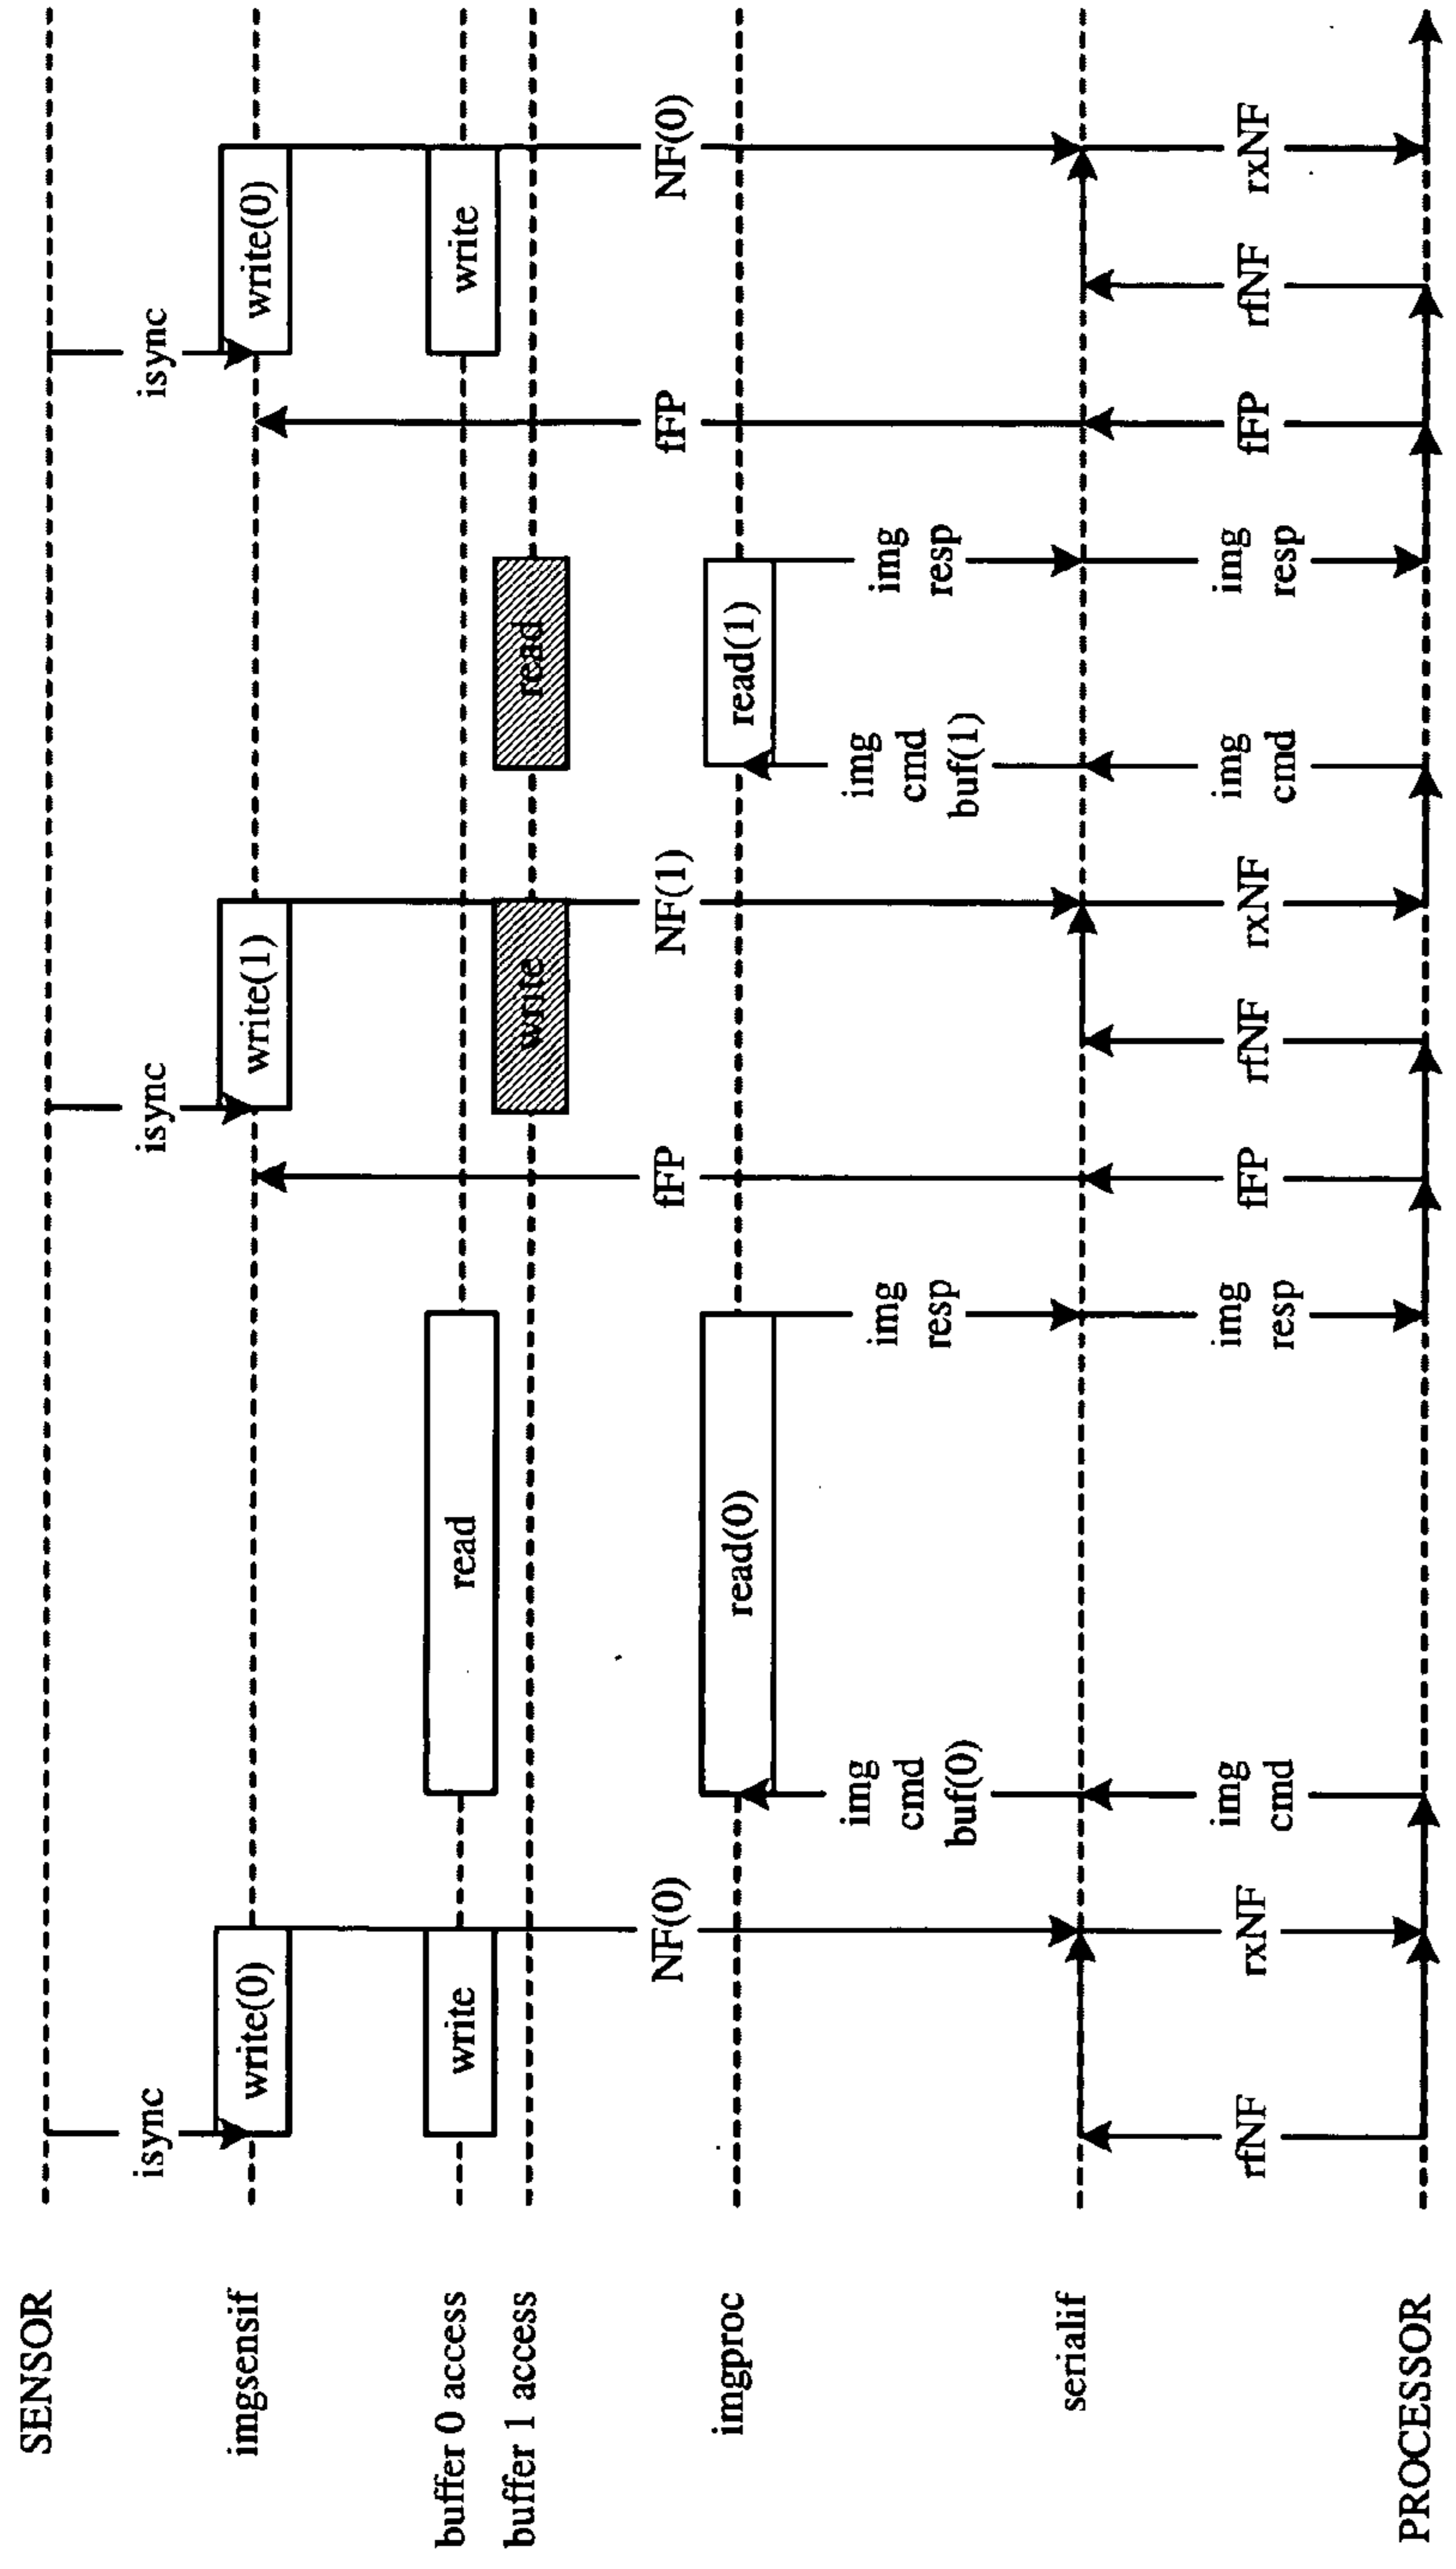 SENSOR
isync
isync
isync
imgsensif
write(0)
write(1)
write(0)
buffer 0 access
write
read
write
buffer 1 access
write
read
NF(0)
fFP
NF(1)
fFP
NF(0)
imgproc
read(0)
read(1)
img
cmd
buf(0)
img
resp
img
cmd
buf(1)
img
resp
serialif
rfNF
rxNF
img
cmd
img
resp
fFP
rfNF
rxNF
img
cmd
img
resp
fFP
rfNF
rxNF
PROCESSOR